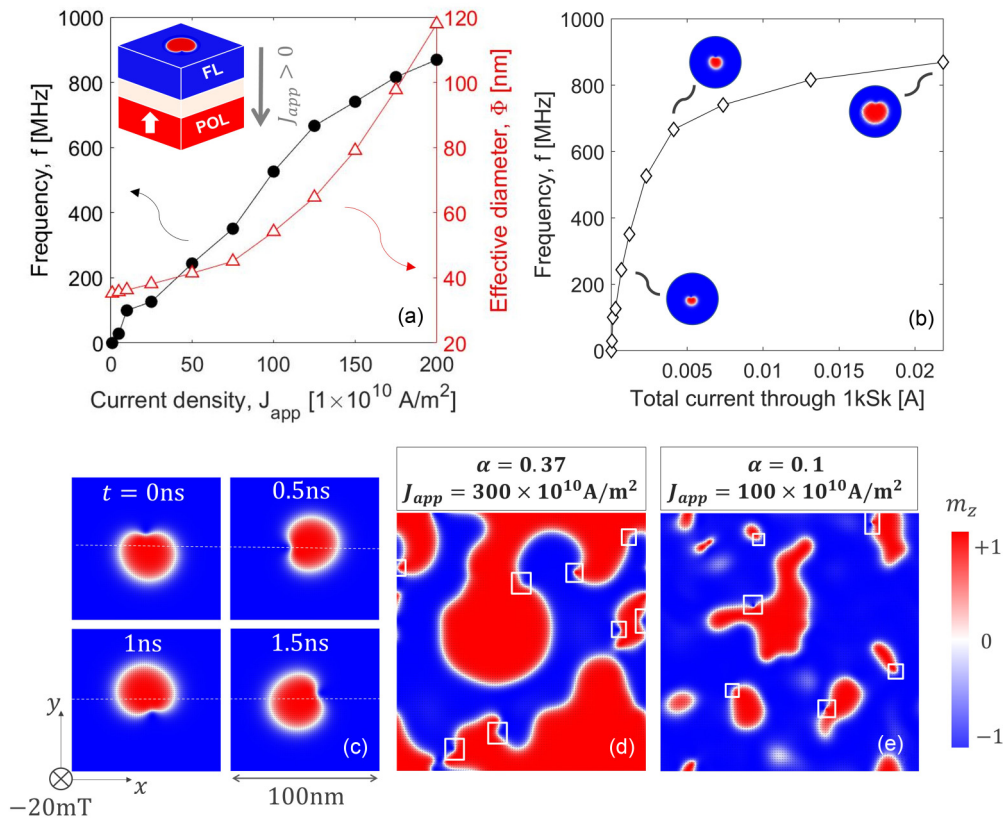 1000
800
600
400
200
0
Frequency, f [MHz]
0
50
100
150
200
Current density, J_app [1×10^10 A/m^2]
120
100
80
60
40
20
Effective diameter, Φ [nm]
FL
POL
J_app > 0
(a)
1000
800
600
400
200
0
Frequency, f [MHz]
0.005
0.01
0.015
0.02
Total current through 1kSk [A]
(b)
t = 0ns
0.5ns
1ns
1.5ns
(c)
y
x
−20mT
100nm
α = 0.37
J_app = 300 × 10^10 A/m^2
(d)
α = 0.1
J_app = 100 × 10^10 A/m^2
(e)
m_z
+1
0
−1